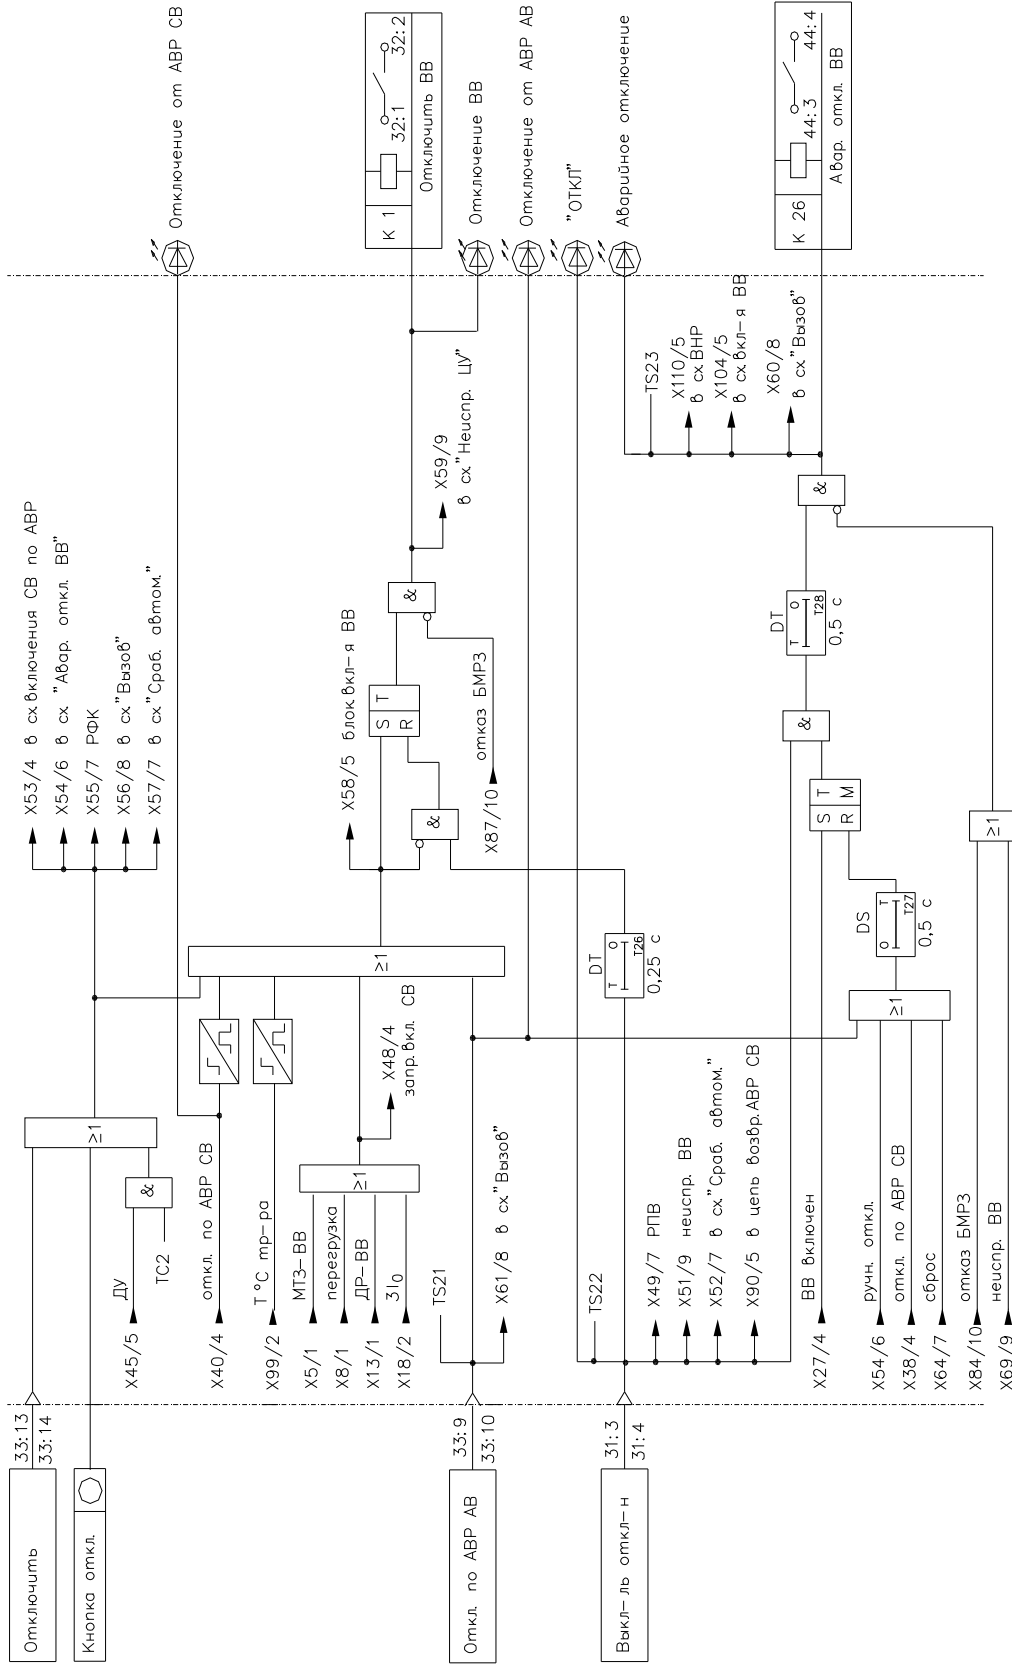 Отключить
33:13
33:14
Кнопка откл.
Откл. по АВР АВ
33:9
33:10
Выкл-ль откл-н
31:3
31:4
X45/5
ДУ
TC2
&
≥1
X53/4 в сх.включения СВ по АВР
X54/6 в сх "Авар. откл. ВВ"
X55/7 РФК
X56/8 в сх"Вызов"
X57/7 в сх"Сраб. автом."
X40/4
откл. по АВР СВ
Отключение от АВР СВ
X99/2
T °С тр-ра
X5/1
МТЗ-ВВ
X8/1
перегрузка
X13/1
ДР-ВВ
X18/2
3I0
≥1
X48/4
запр.вкл. СВ
≥1
TS21
X61/8 в сх"Вызов"
X58/5 блок.вкл-я ВВ
&
S T
R
&
X87/10
отказ БМРЗ
X59/9
в сх."Неиспр. ЦУ"
K 1
32:1
32:2
Отключить ВВ
Отключение ВВ
Отключение от АВР АВ
"ОТКЛ"
Аварийное отключение
TS22
X49/7 РПВ
X51/9 неиспр. ВВ
X52/7 в сх"Сраб. автом."
X90/5 в цепь возвр.АВР СВ
DT
T O
T26
0,25 с
X27/4
ВВ включен
X54/6
ручн. откл.
X38/4
откл. по АВР СВ
X64/7
сброс
≥1
DS
O T
T27
0,5 с
S T
R M
&
DT
T O
T28
0,5 с
&
X84/10
отказ БМРЗ
X69/9
неиспр. ВВ
≥1
TS23
X110/5
в сх.ВНР
X104/5
в сх.вкл-я ВВ
X60/8
в сх"Вызов"
K 26
44:3
44:4
Авар. откл. ВВ